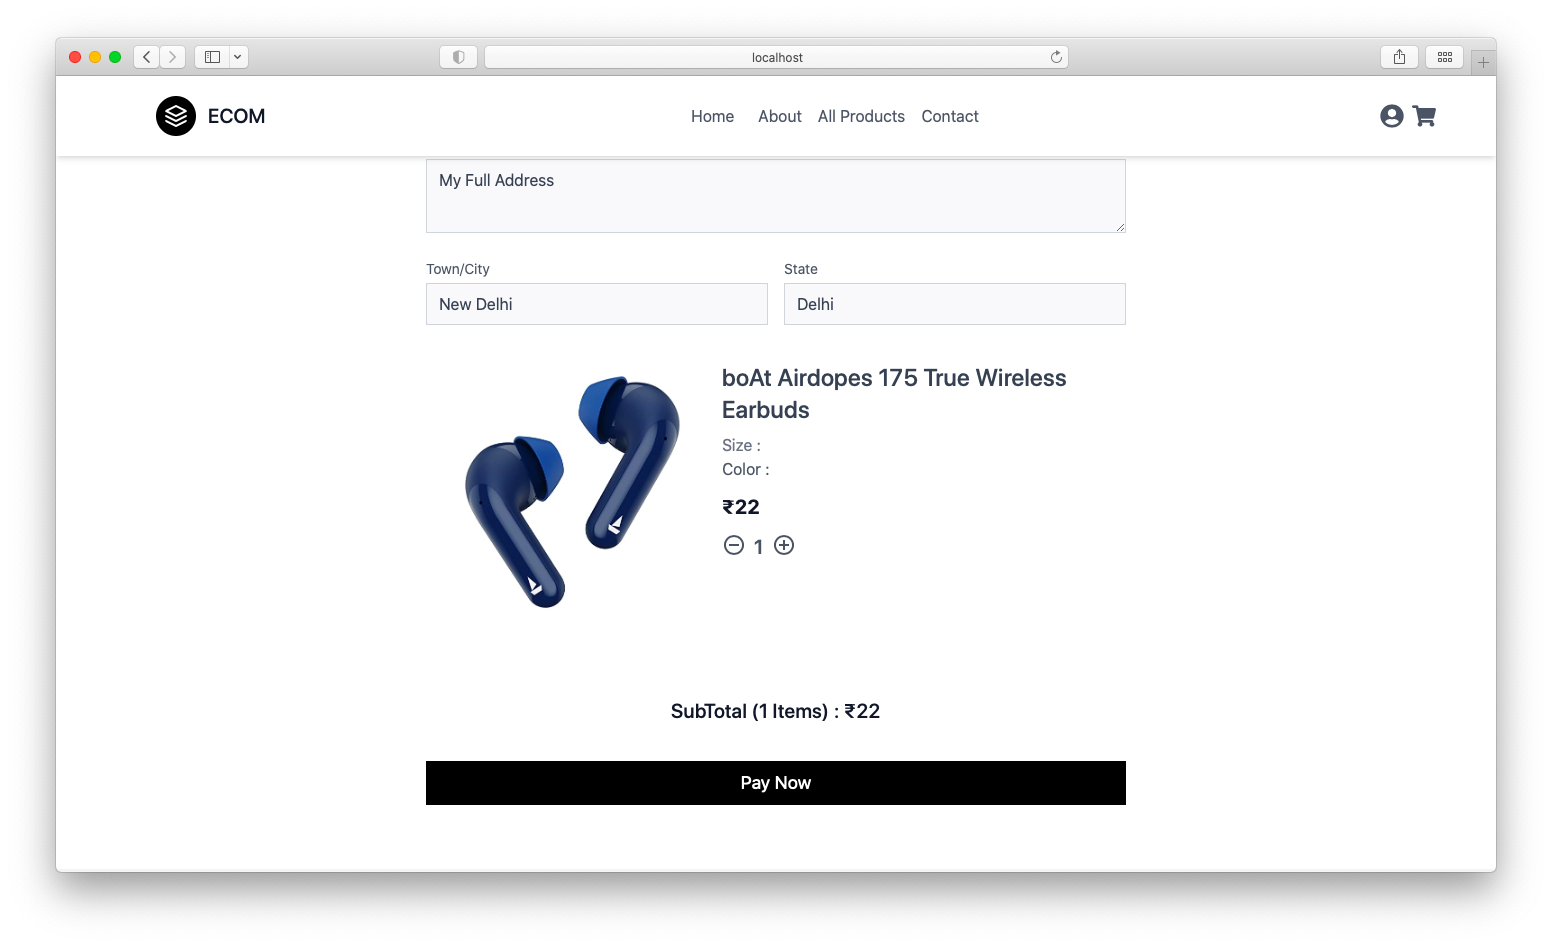 localhost
ECOM
Home About All Products Contact
My Full Address
Town/City State
New Delhi Delhi
boAt Airdopes 175 True Wireless
Earbuds
Size :
Color :
₹22
1
SubTotal (1 Items) : ₹22
Pay Now